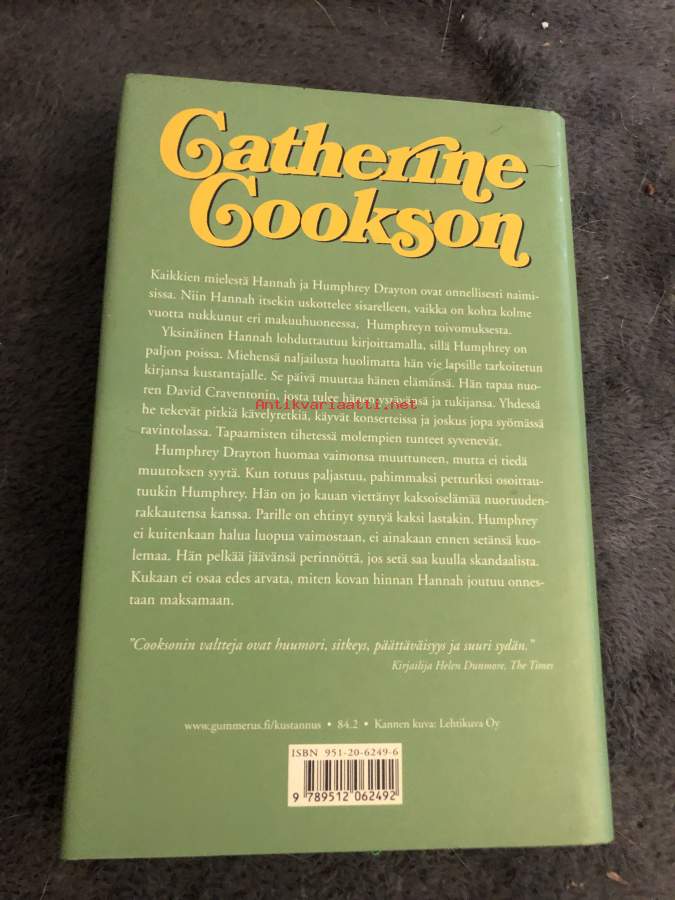 Catherine
Cookson
Kaikkien mielestä Hannah ja Humphrey Drayton ovat onnellisesti naimi-
sissa. Niin Hannah itsekin uskottelee sisarelleen, vaikka on kohta kolme
vuotta nukkunut eri makuuhuoneessa. Humphreyn toivomuksesta.
Yksinäinen Hannah lohduttautuu kirjoittamalla, sillä Humphrey on
paljon poissa. Miehensä naljailusta huolimatta hän vie lapsille tarkoitetun
kirjansa kustantajalle. Se päivä muuttaa hänen elämänsä. Hän tapaa nuo-
ren David Craventonin, josta tulee hänen ystävänsä ja tukijansa. Yhdessä
Antikvariaatti.net
he tekevät pitkiä kävelyretkiä, käyvät konserteissa ja joskus jopa syömässä
ravintolassa. Tapaamisten tihetessä molempien tunteet syvenevät.
Humphrey Drayton huomaa vaimonsa muuttuneen, mutta ei tiedä
muutoksen syytä. Kun totuus paljastuu, pahimmaksi petturiksi osoittau-
tuukin Humphrey. Hän on jo kauan viettänyt kaksoiselämää nuoruuden-
rakkautensa kanssa. Parille on ehtinyt syntyä kaksi lastakin. Humphrey
ei kuitenkaan halua luopua vaimostaan, ei ainakaan ennen setänsä kuo-
lemaa. Hän pelkää jäävänsä perinnöttä, jos setä saa kuulla skandaalista.
Kukaan ei osaa edes arvata, miten kovan hinnan Hannah joutuu onnes-
taan maksamaan.
"Cooksonin valtteja ovat huumori, sitkeys, päättäväisyys ja suuri sydän."
Kirjailija Helen Dunmore, The Times
www.gummerus.fi/kustannus • 84.2 • Kannen kuva: Lehtikuva Oy
ISBN 951-20-6249-6
9 789512 062492